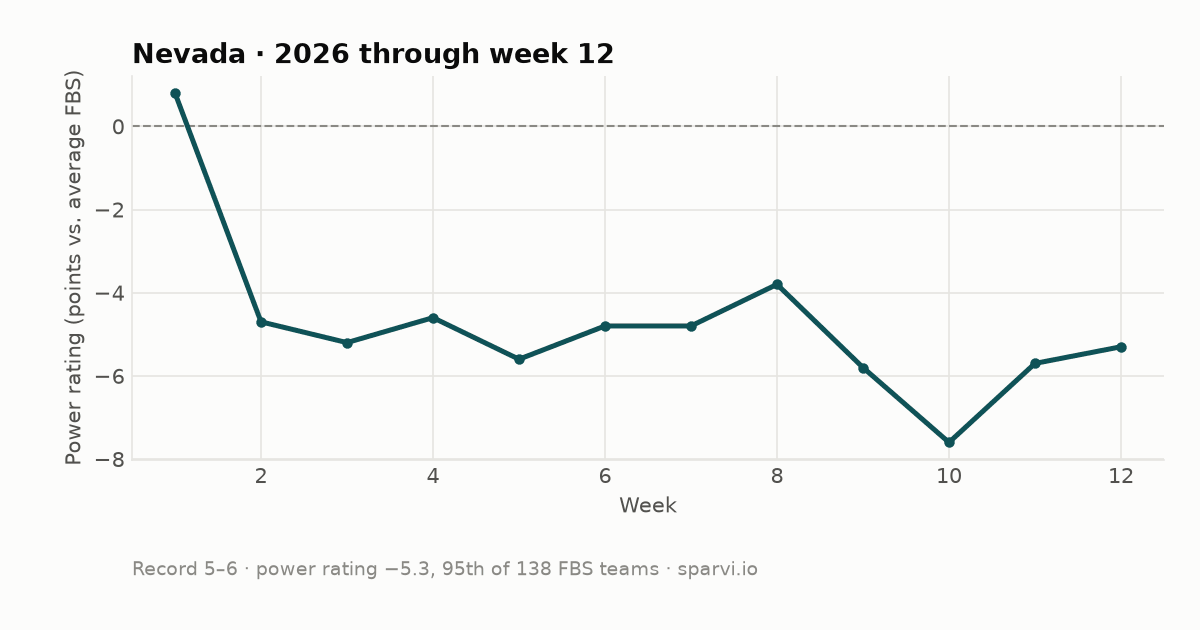 Nevada · 2026 through week 12
Power rating (points vs. average FBS)
0
−2
−4
−6
−8
2 4 6 8 10 12
Week
Record 5–6 · power rating −5.3, 95th of 138 FBS teams · sparvi.io